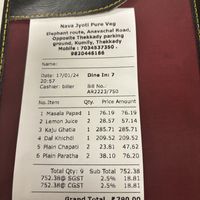 Nava Jyoti Pure Veg
Elephant route, Anavachal Road,
Opposite Thekkady parking
ground, Kumily, Thekkady
Mobile : 7034537350 ,
9820446166
Name:
Date: 17/01/24 Dine In: 7
20:57
Cashier: biller Bill No.:
AR2223/750
No.Item Qty. Price Amount
1 Masala Papad 1 76.19 76.19
2 Lemon Juice 2 28.57 57.14
3 Kaju Ghatia 1 285.71 285.71
4 Dal Khichdi 1 209.52 209.52
5 Plain Chapati 2 23.81 47.62
6 Plain Paratha 2 38.10 76.20
Total Qty: 9 Sub Total 752.38
752.38@ SGST 2.5% 18.81
752.38@ CGST 2.5% 18.81
₹790.00